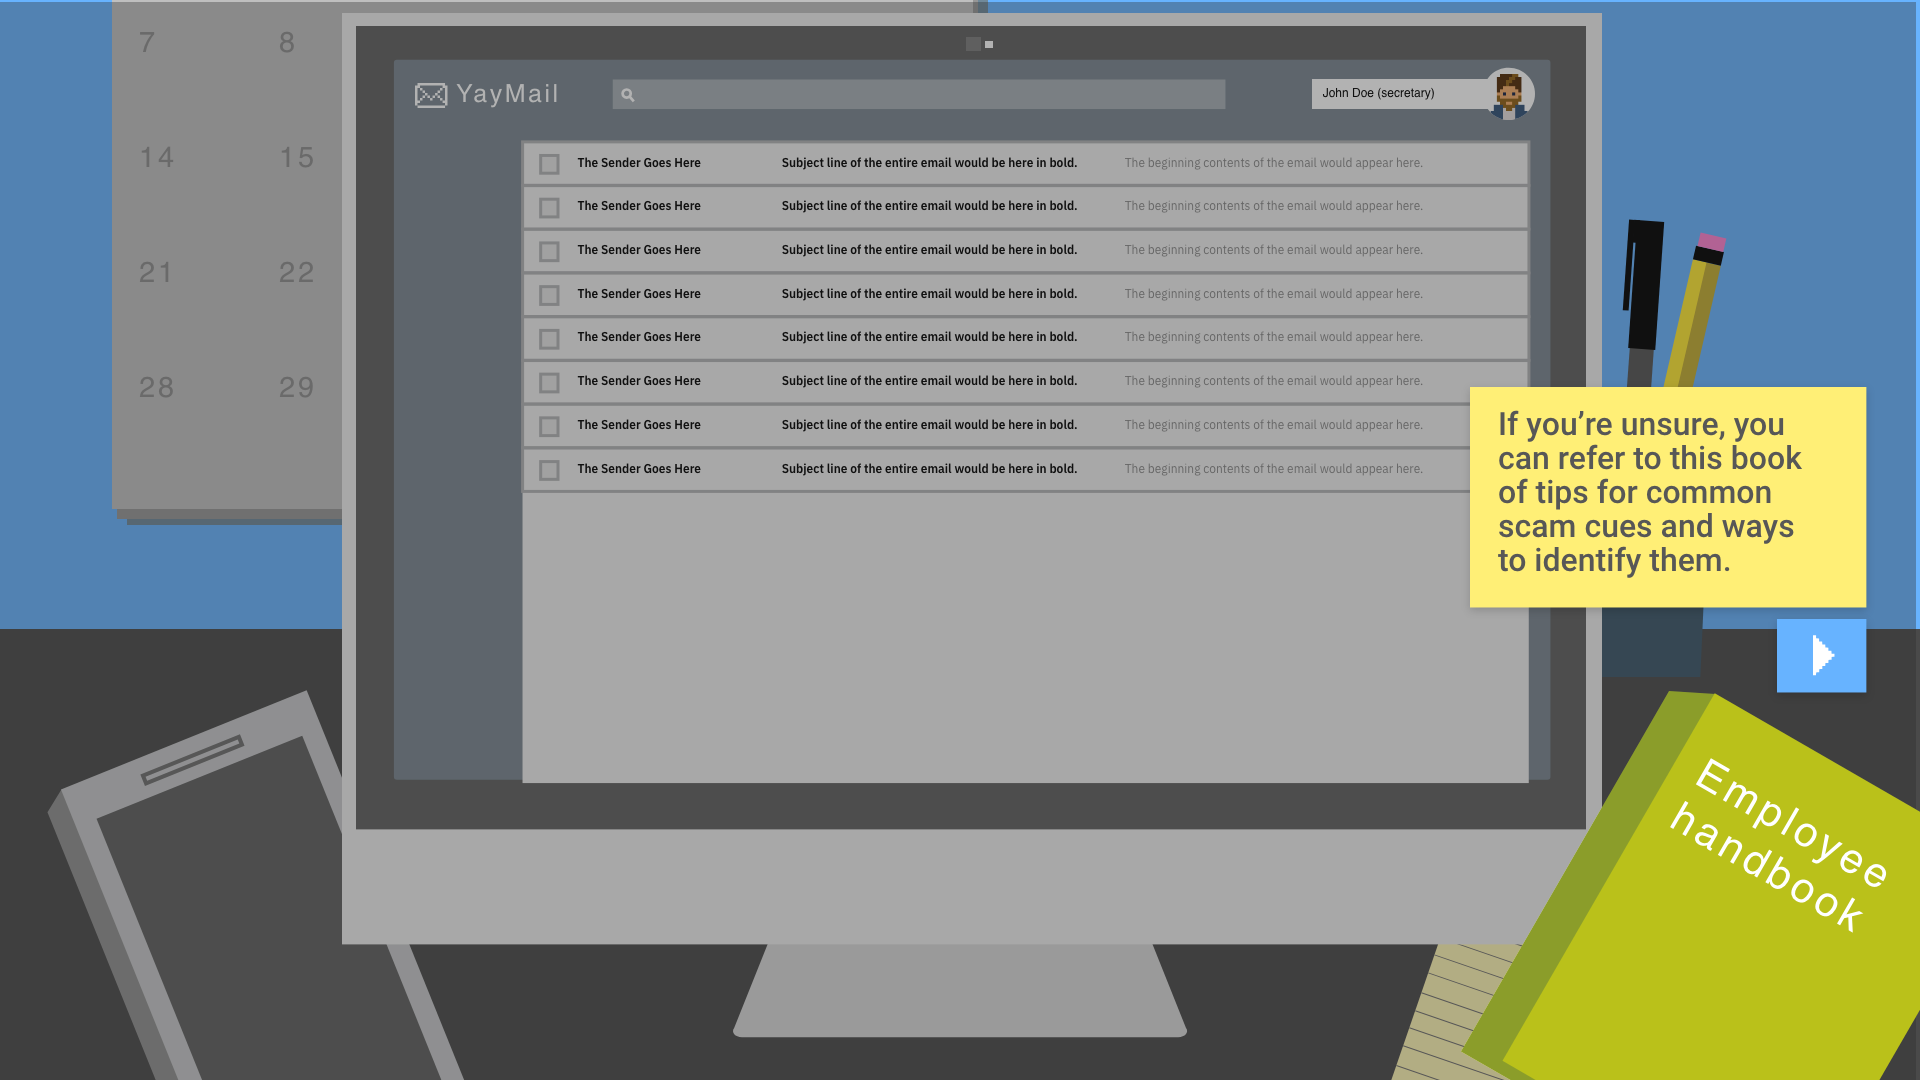 7 8
14 15
21 22
28 29
YayMail
John Doe (secretary)
The Sender Goes Here Subject line of the entire email would be here in bold. The beginning contents of the email would appear here.
The Sender Goes Here Subject line of the entire email would be here in bold. The beginning contents of the email would appear here.
The Sender Goes Here Subject line of the entire email would be here in bold. The beginning contents of the email would appear here.
The Sender Goes Here Subject line of the entire email would be here in bold. The beginning contents of the email would appear here.
The Sender Goes Here Subject line of the entire email would be here in bold. The beginning contents of the email would appear here.
The Sender Goes Here Subject line of the entire email would be here in bold. The beginning contents of the email would appear here.
The Sender Goes Here Subject line of the entire email would be here in bold. The beginning contents of the email would appear here.
The Sender Goes Here Subject line of the entire email would be here in bold. The beginning contents of the email would appear here.
If you’re unsure, you
can refer to this book
of tips for common
scam cues and ways
to identify them.
Employee
handbook